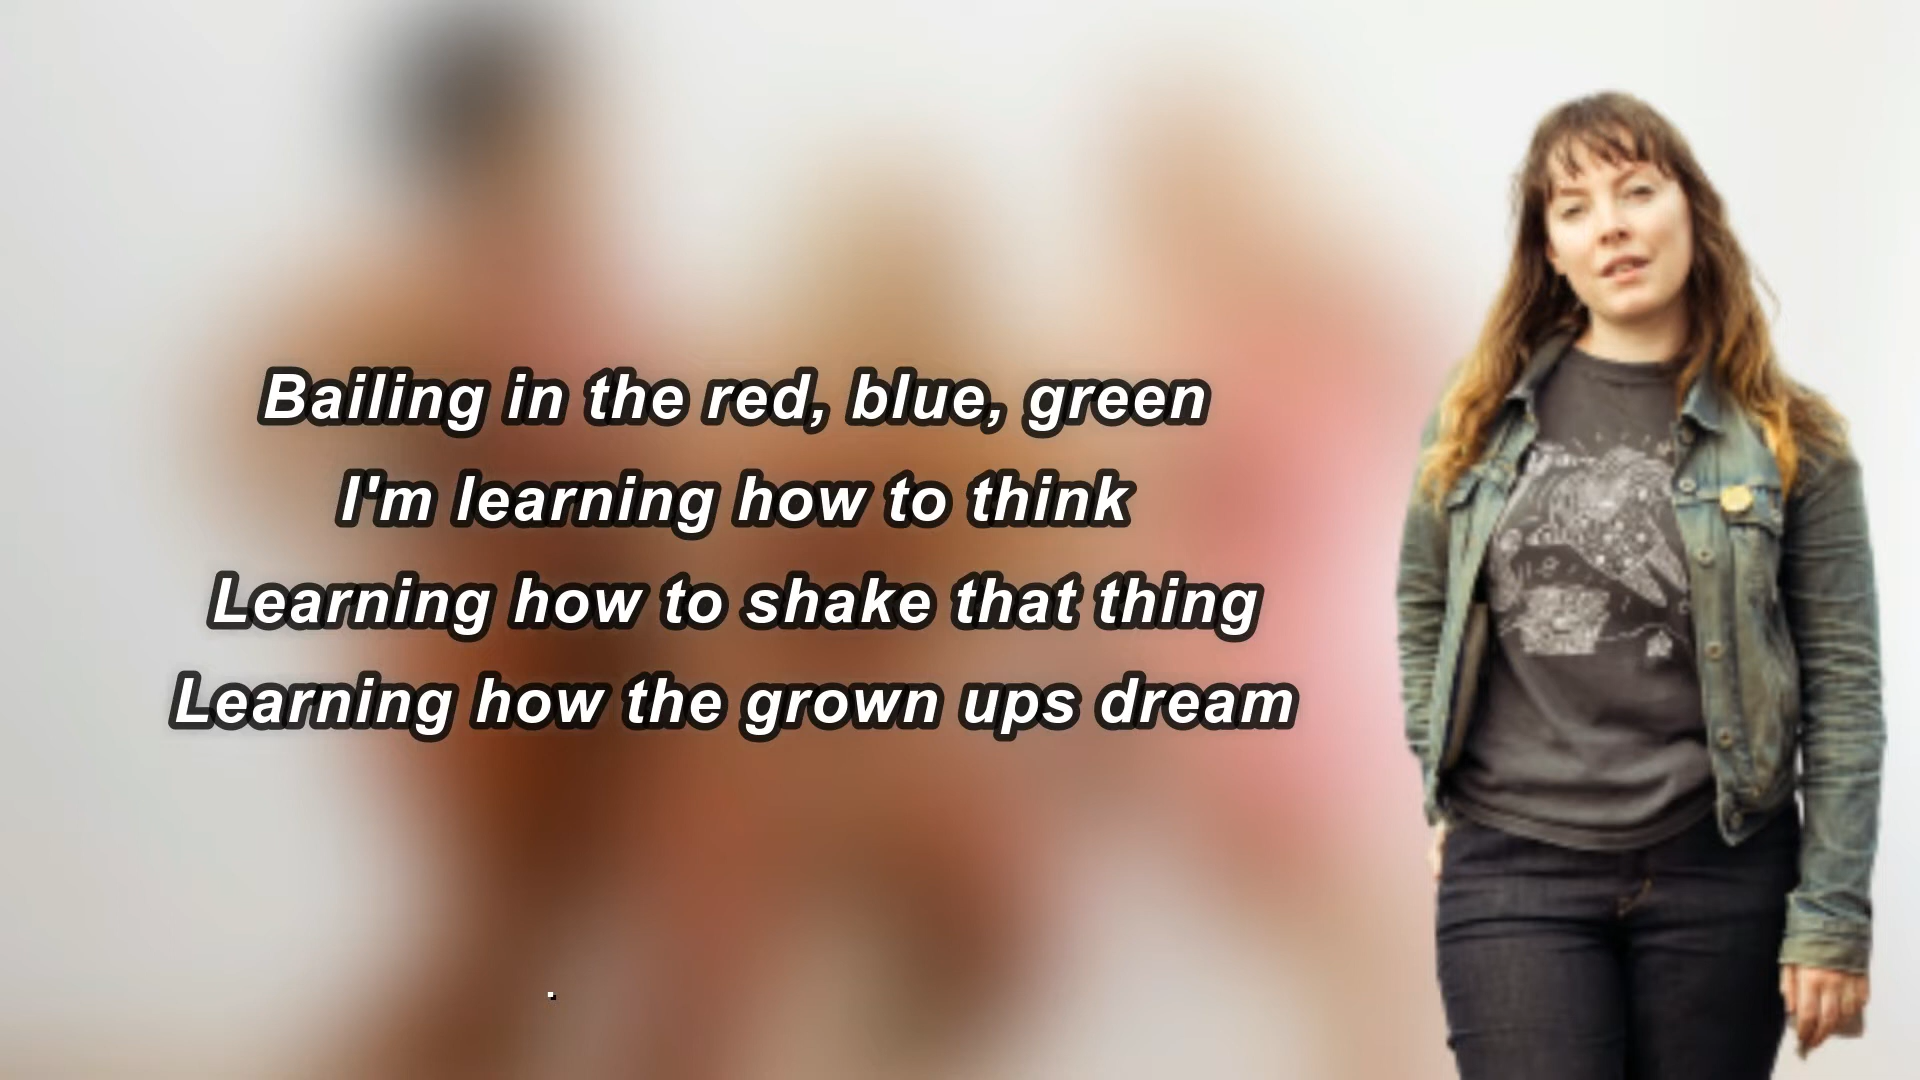 Bailing in the red, blue, green
I'm learning how to think
Learning how to shake that thing
Learning how the grown ups dream